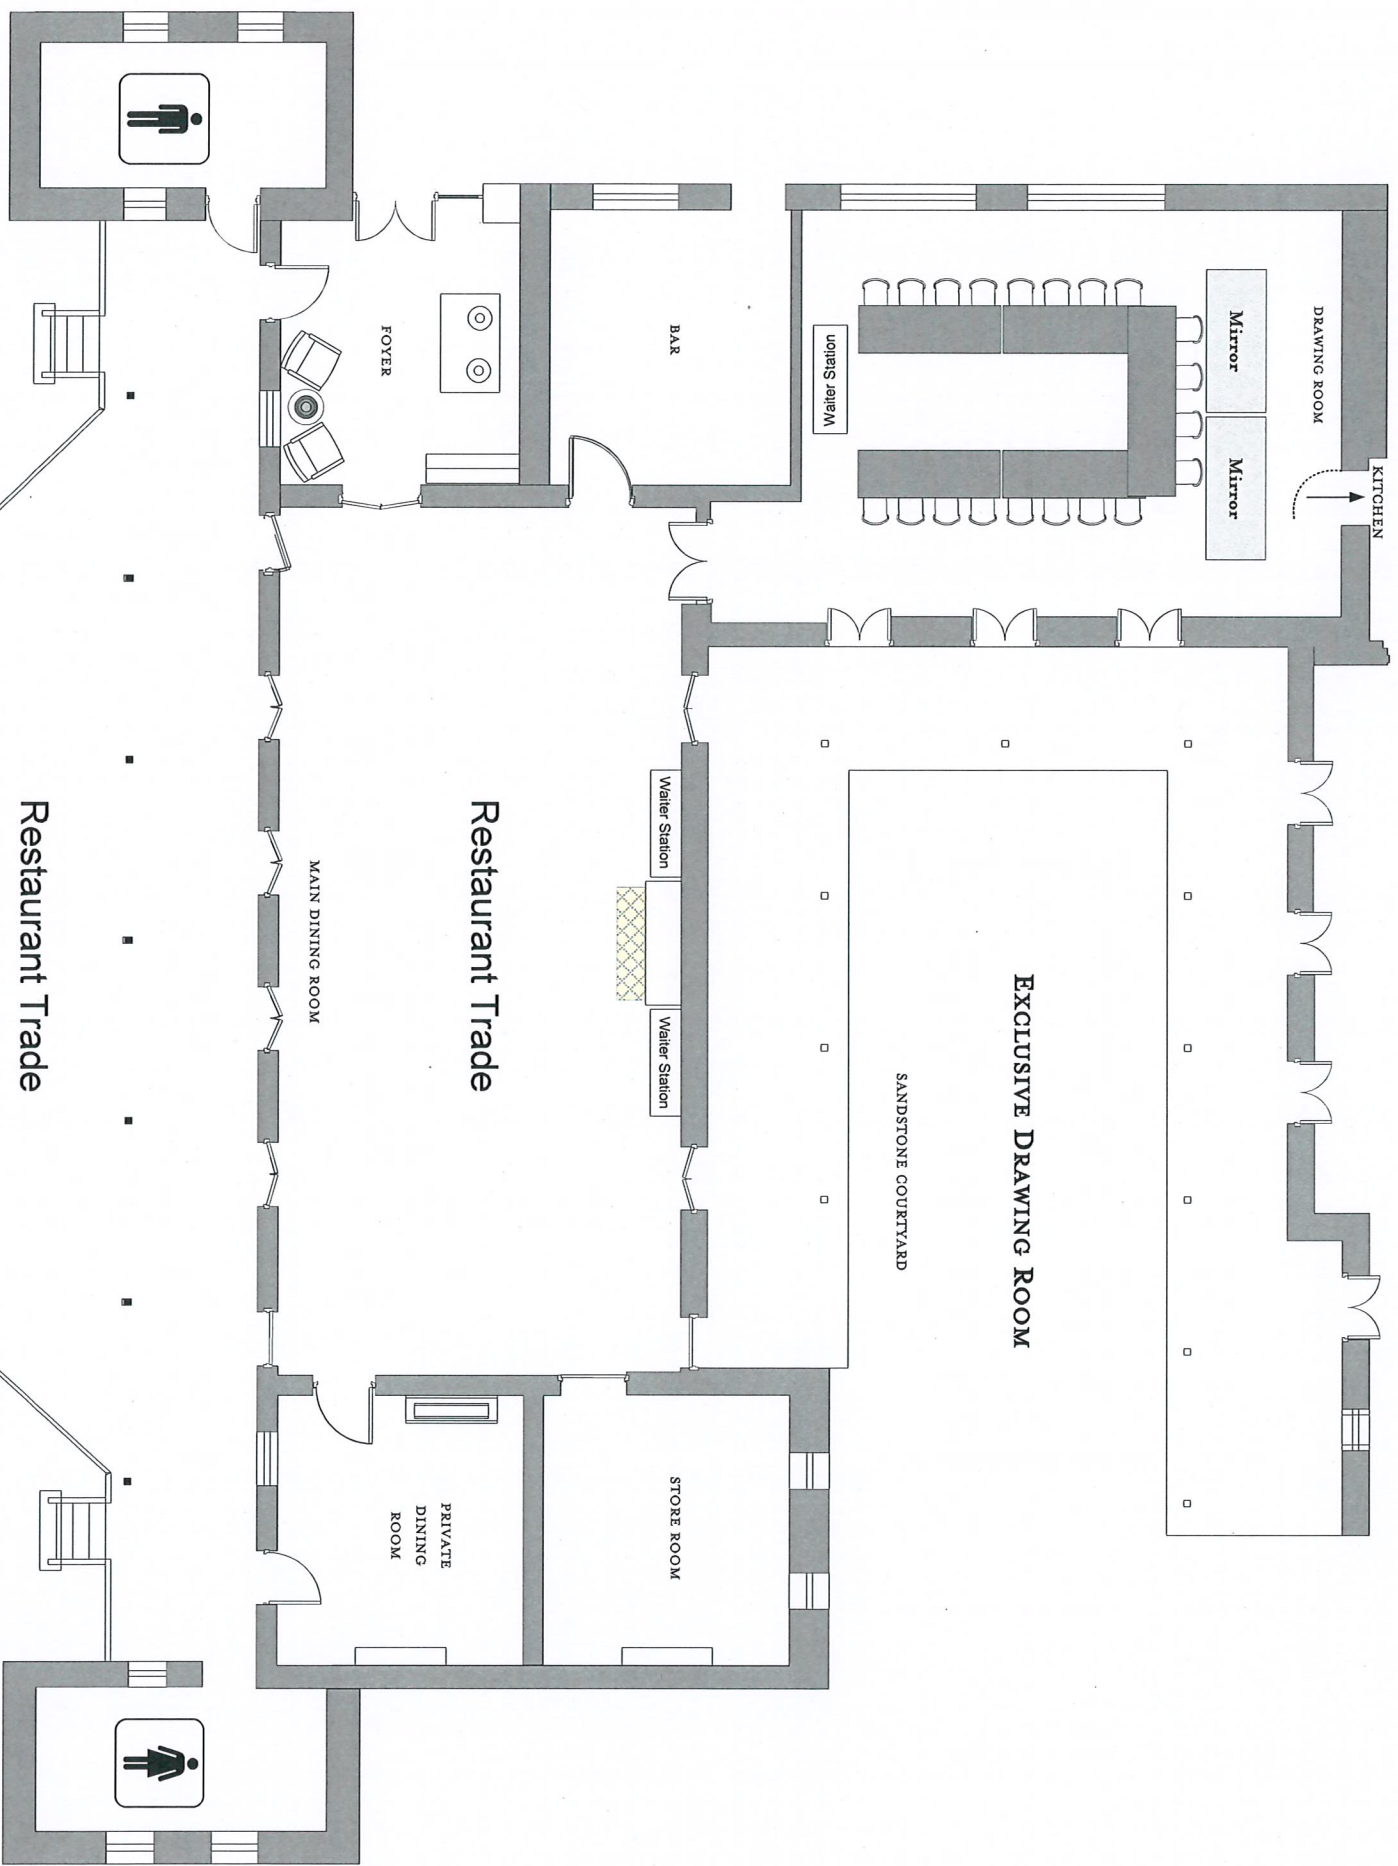 KITCHEN
DRAWING ROOM
Mirror
Mirror
Waiter Station
BAR
FOYER
EXCLUSIVE DRAWING ROOM
SANDSTONE COURTYARD
Waiter Station
Waiter Station
Restaurant Trade
MAIN DINING ROOM
STORE ROOM
PRIVATE
DINING
ROOM
Restaurant Trade